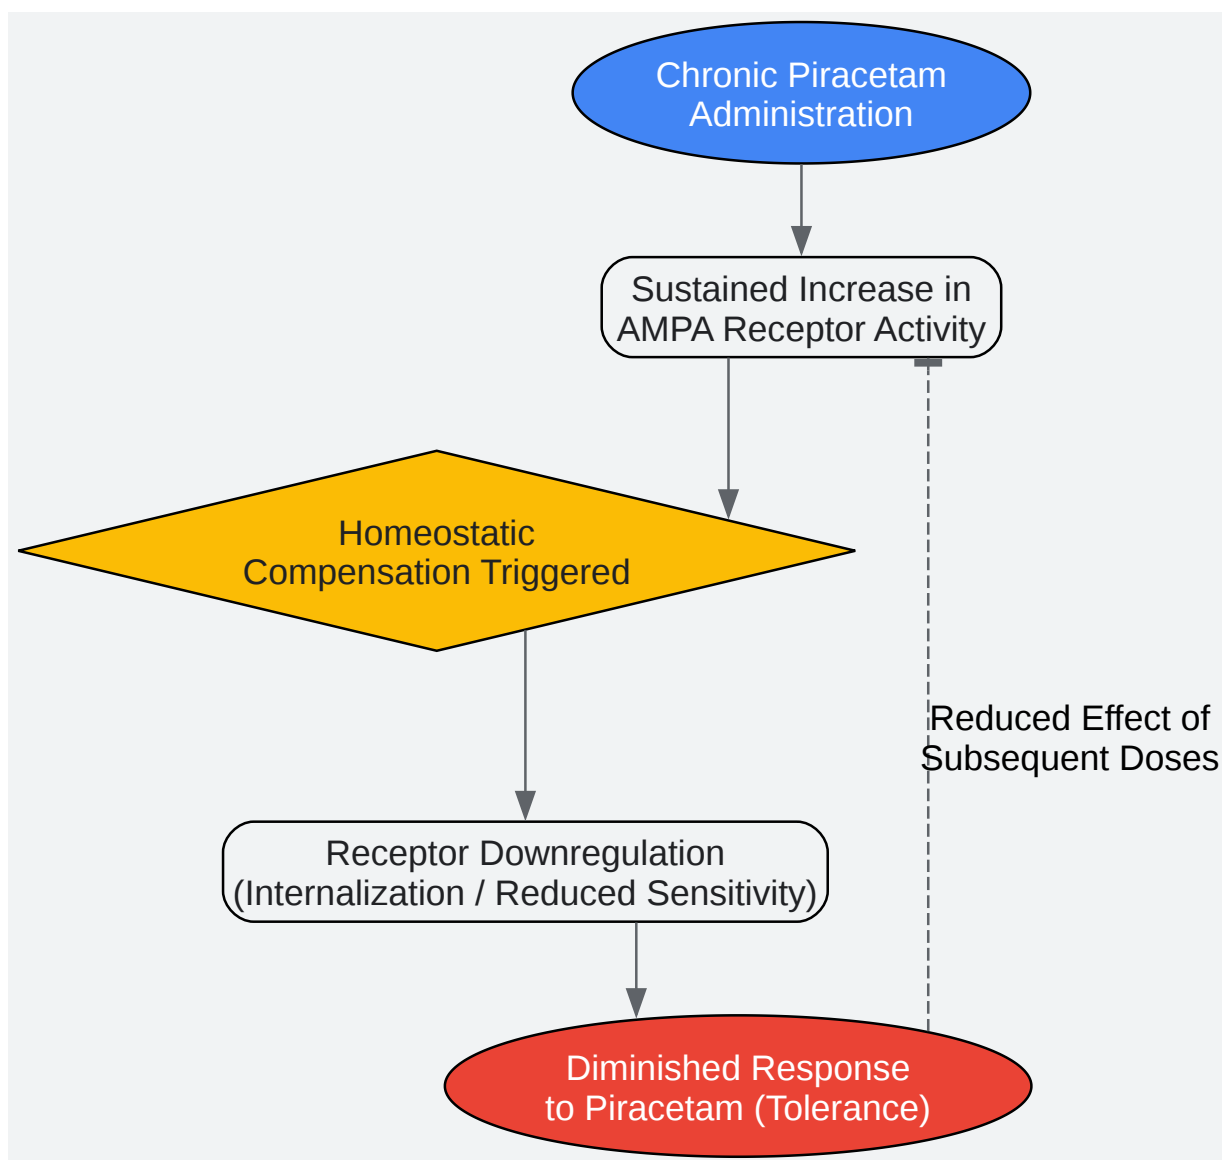 Chronic Piracetam
Administration
Sustained Increase in
AMPA Receptor Activity
Homeostatic
Compensation Triggered
Reduced Effect of
Subsequent Doses
Receptor Downregulation
(Internalization / Reduced Sensitivity)
Diminished Response
to Piracetam (Tolerance)